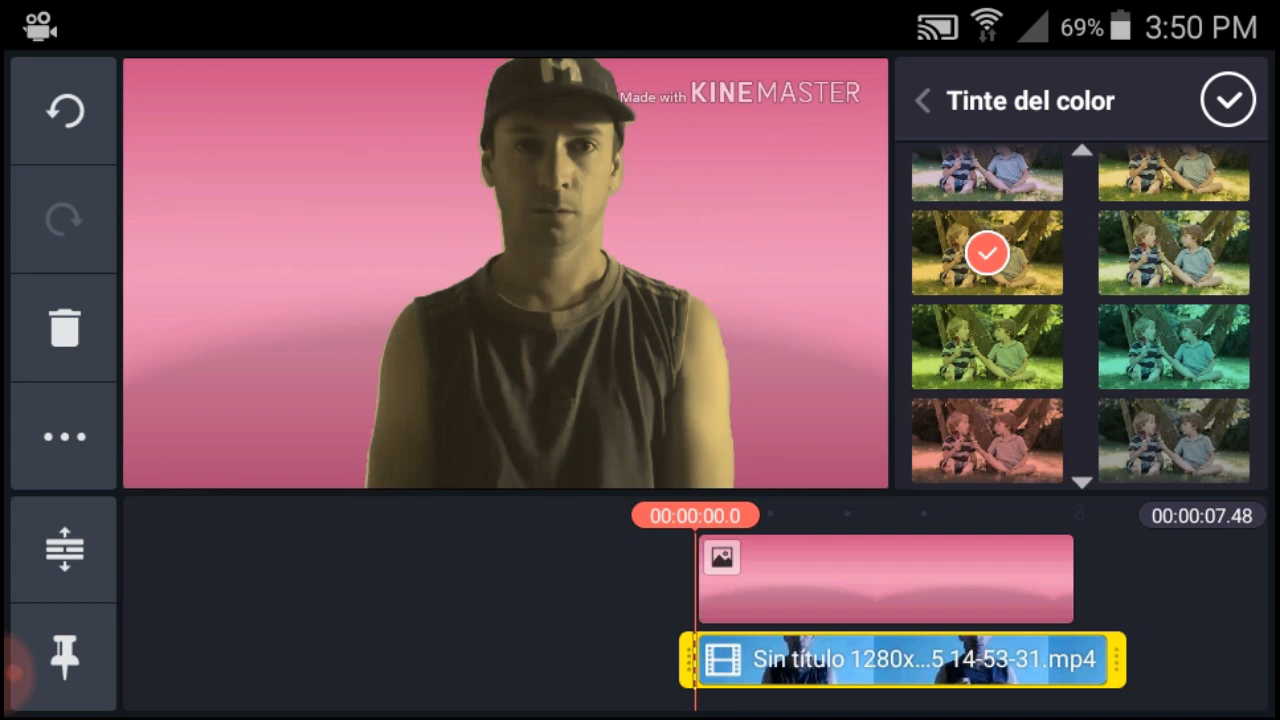 69% 3:50 PM
Made with KINEMASTER
Tinte del color
M
00:00:00.0
8
00:00:07.48
Sin título 1280x...5 14-53-31.mp4